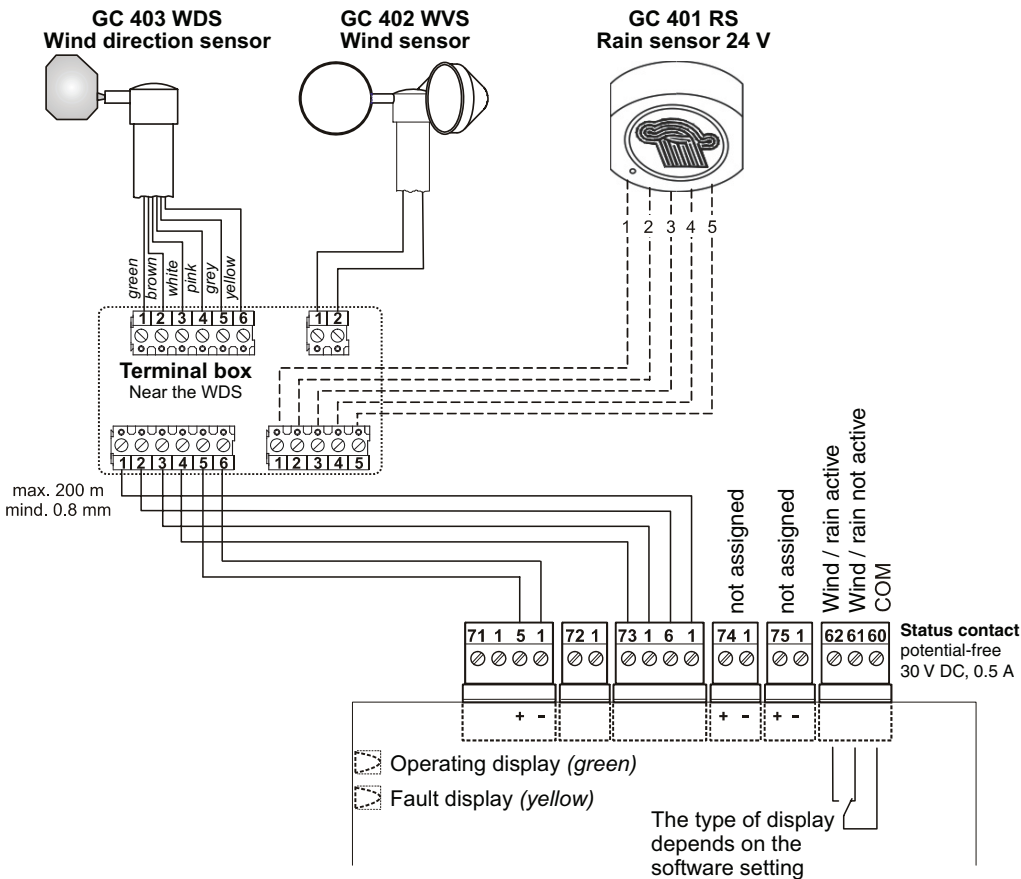 GC 403 WDS
Wind direction sensor
GC 402 WVS
Wind sensor
GC 401 RS
Rain sensor 24 V
1 2 3 4 5
green
brown
white
pink
grey
yellow
1 2 3 4 5 6
1 2
Terminal box
Near the WDS
1 2 3 4 5 6
1 2 3 4 5
max. 200 m
mind. 0.8 mm
not assigned
not assigned
Wind / rain active
Wind / rain not active
COM
71 1 5 1
72 1
73 1 6 1
74 1
75 1
62 61 60
Status contact
potential-free
30 V DC, 0.5 A
+ -
+ -
+ -
Operating display (green)
Fault display (yellow)
The type of display
depends on the
software setting